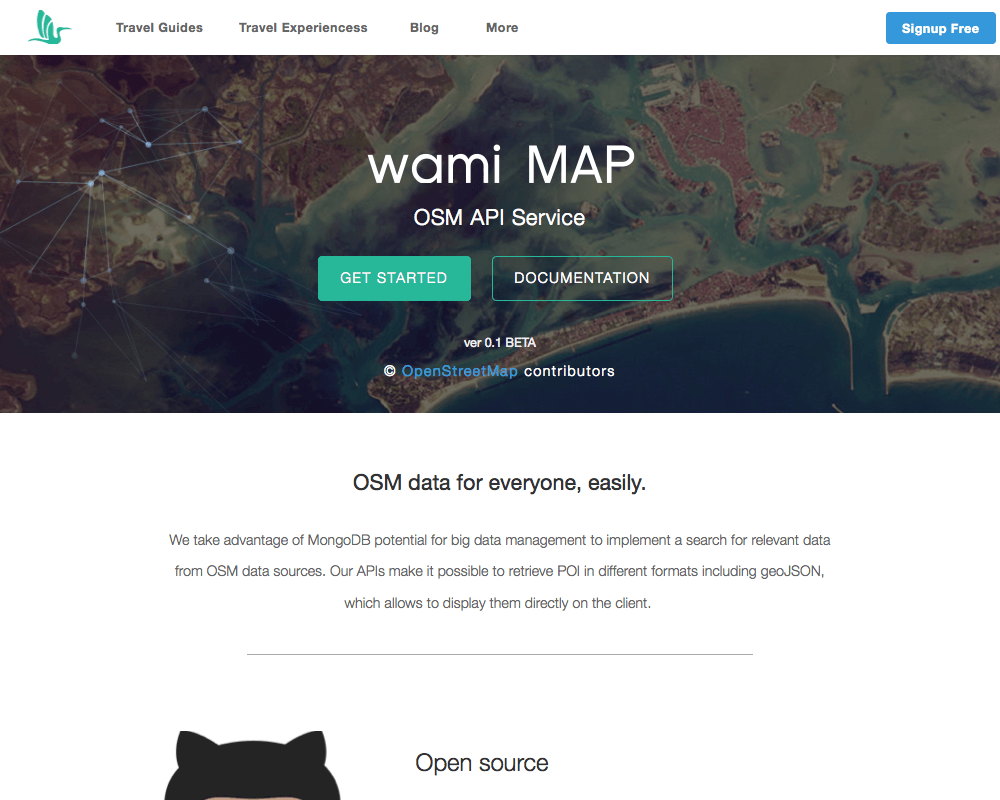 Travel Guides
Travel Experiencess
Blog
More
Signup Free
wami MAP
OSM API Service
GET STARTED
DOCUMENTATION
ver 0.1 BETA
© OpenStreetMap contributors
OSM data for everyone, easily.
We take advantage of MongoDB potential for big data management to implement a search for relevant data
from OSM data sources. Our APIs make it possible to retrieve POI in different formats including geoJSON,
which allows to display them directly on the client.
Open source